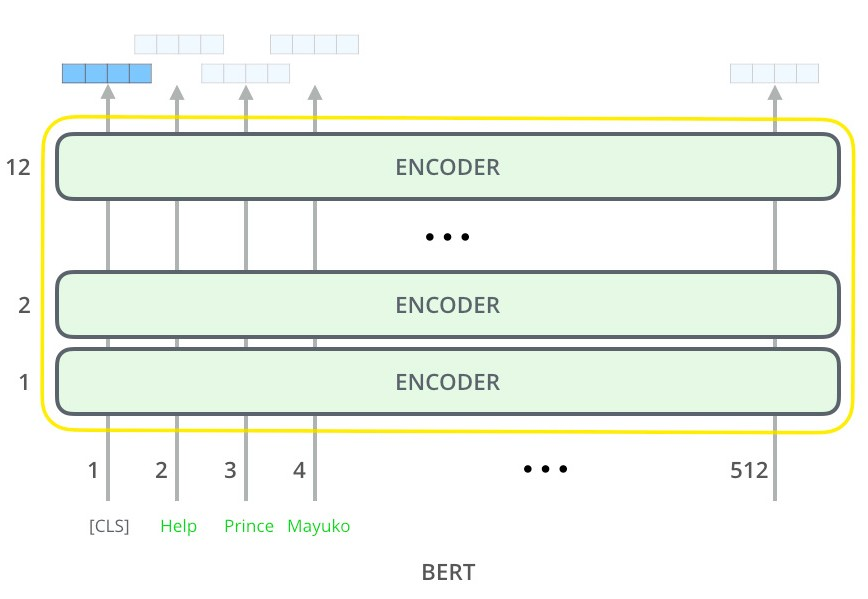 12 ENCODER
...
2 ENCODER
1 ENCODER
1 2 3 4 ... 512
[CLS] Help Prince Mayuko
BERT